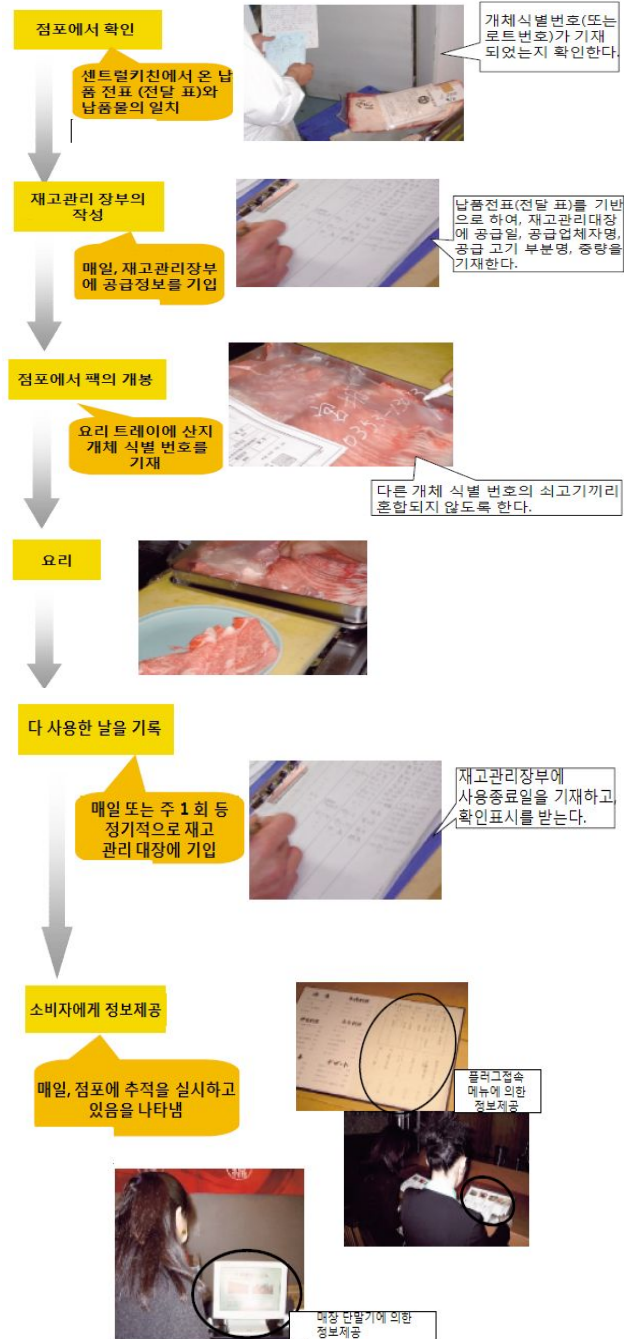 점포에서 확인
센트럴키친에서 온 납
품 전표 (전달 표)와
납품물의 일치
개체식별번호(또는
로트번호)가 기재
되었는지 확인한다.
재고관리 장부의
작성
매일, 재고관리장부
에 공급정보를 기입
납품전표(전달 표)를 기반
으로 하여, 재고관리대장
에 공급일, 공급업체자명,
공급 고기 부분명, 중량을
기재한다.
점포에서 팩의 개봉
요리 트레이에 산지
개체 식별 번호를
기재
다른 개체 식별 번호의 쇠고기끼리
혼합되지 않도록 한다.
요리
다 사용한 날을 기록
매일 또는 주 1 회 등
정기적으로 재고
관리 대장에 기입
재고관리장부에
사용종료일을 기재하고,
확인표시를 받는다.
소비자에게 정보제공
매일, 점포에 추적을 실시하고
있음을 나타냄
플러그접속
메뉴에 의한
정보제공
매장 단말기에 의한
정보제공